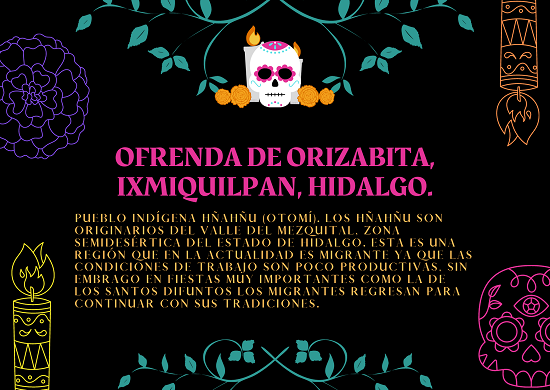 OFRENDA DE ORIZABITA,
IXMIQUILPAN, HIDALGO.
PUEBLO INDÍGENA HÑAHÑU (OTOMÍ). LOS HÑAHÑU SON
ORIGINARIOS DEL VALLE DEL MEZQUITAL. ZONA
SEMIDESÉRTICA DEL ESTADO DE HIDALGO. ESTA ES UNA
REGIÓN QUE EN LA ACTUALIDAD ES MIGRANTE YA QUE LAS
CONDICIONES DE TRABAJO SON POCO PRODUCTIVAS, SIN
EMBRAGO EN FIESTAS MUY IMPORTANTES COMO LA DE
LOS SANTOS DIFUNTOS LOS MIGRANTES REGRESAN PARA
CONTINUAR CON SUS TRADICIONES.